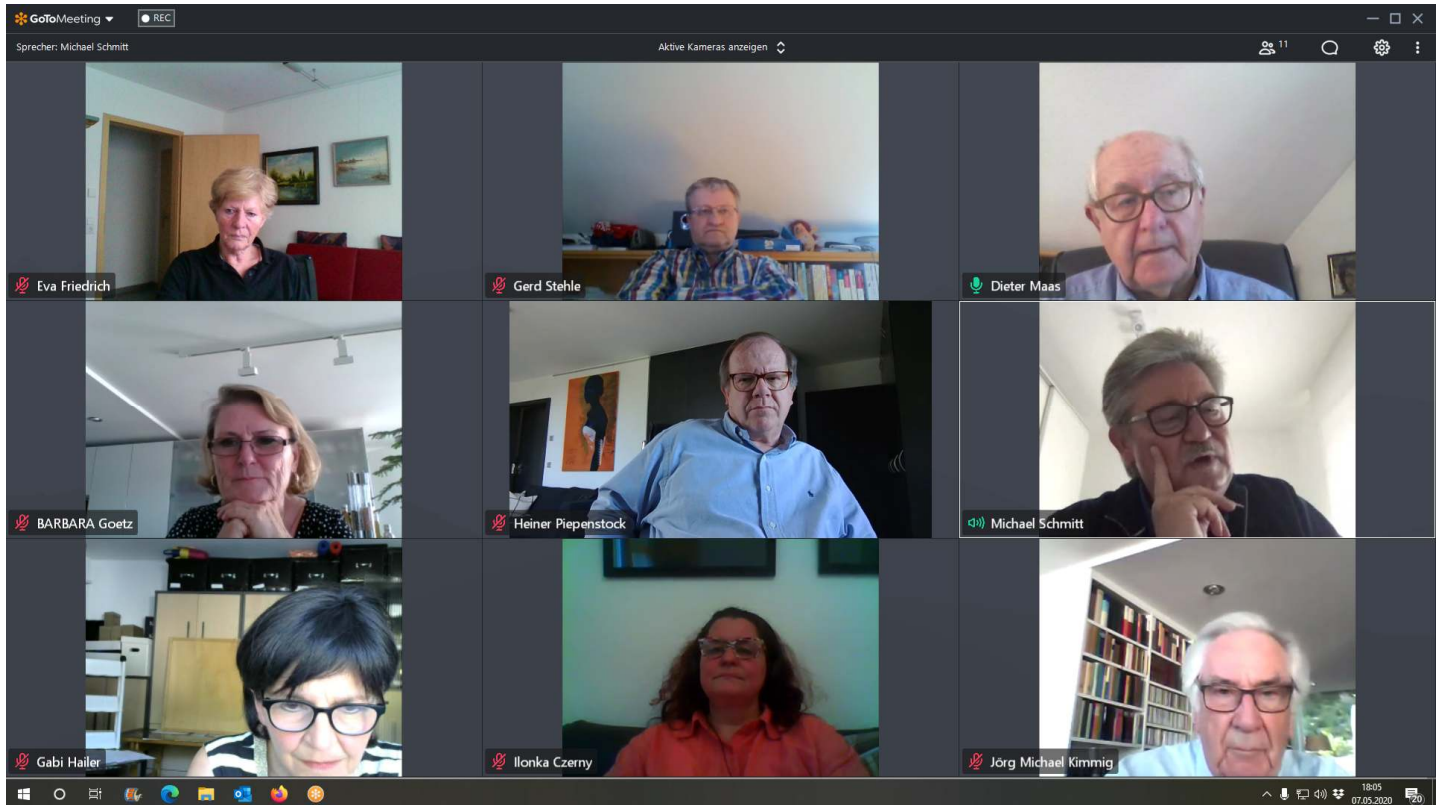 GoToMeeting
REC
Sprecher: Michael Schmitt
Aktive Kameras anzeigen
11
Eva Friedrich
Gerd Stehle
Dieter Maas
BARBARA Goetz
Heiner Piepenstock
Michael Schmitt
Gabi Hailer
Ilonka Czerny
Jörg Michael Kimmig
18:05
07.05.2020
20